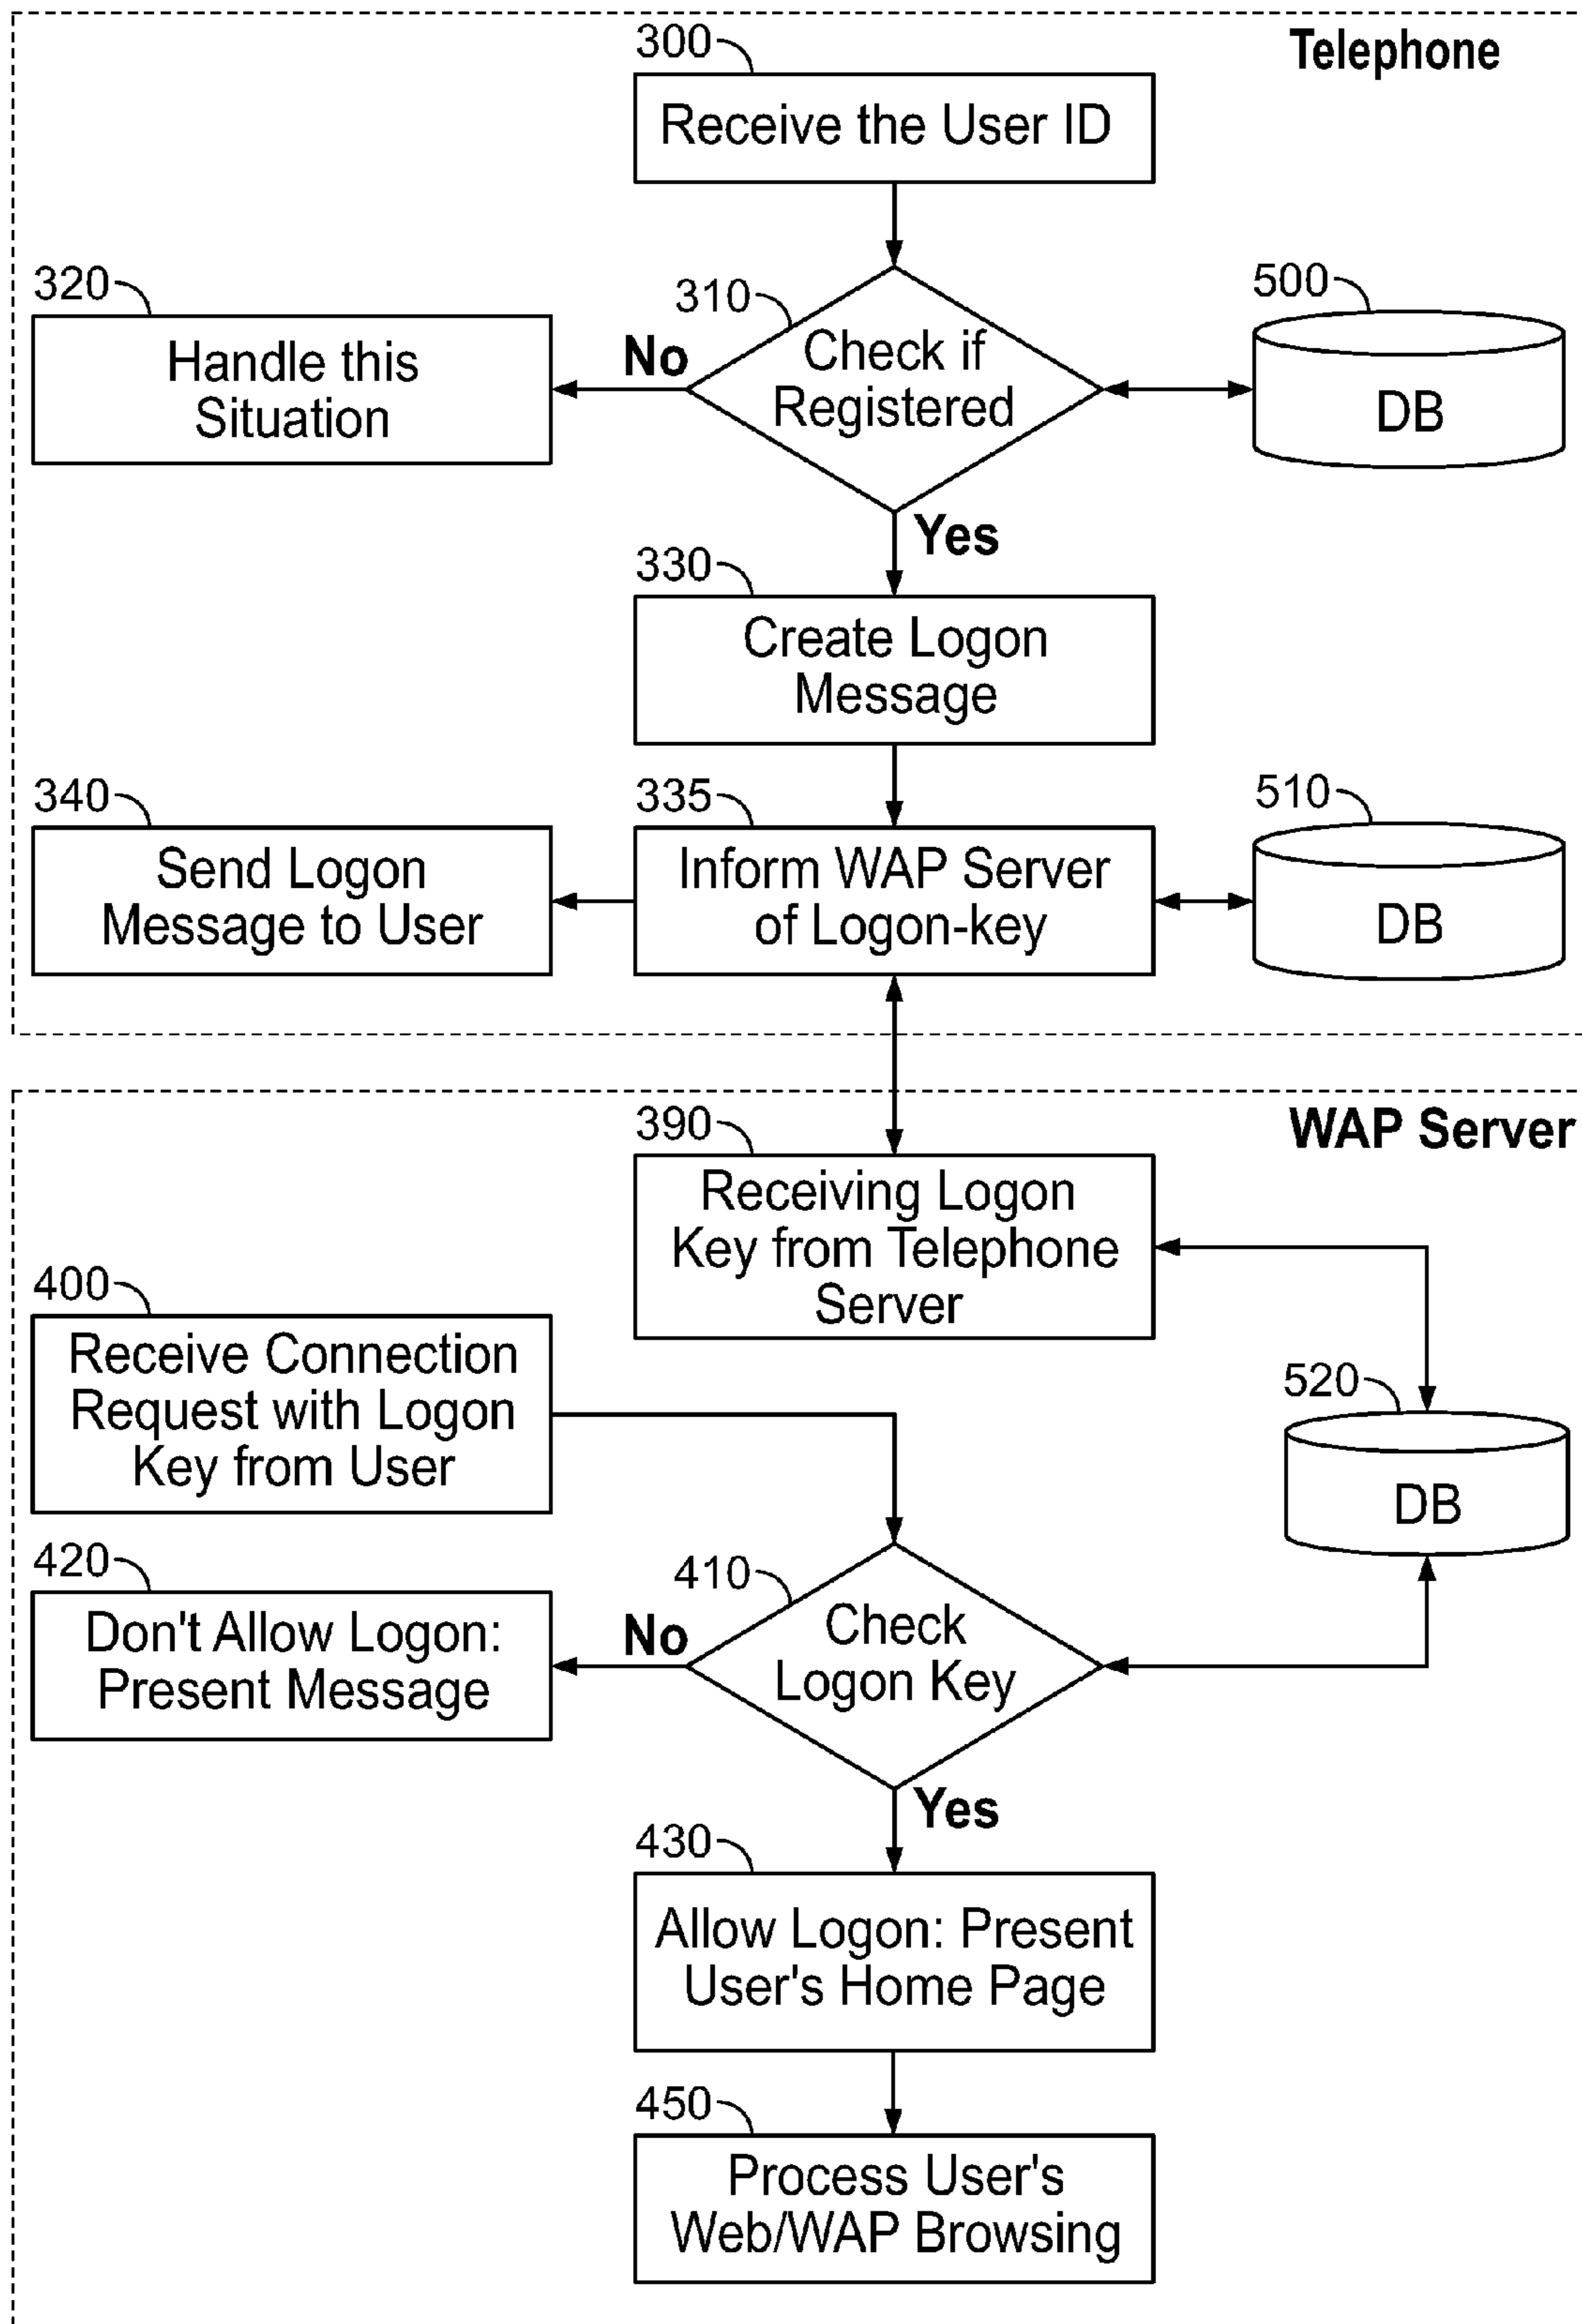 Telephone
300
Receive the User ID
320
310
500
Handle this
Situation
No
Check if
Registered
DB
Yes
330
Create Logon
Message
340
335
510
Send Logon
Message to User
Inform WAP Server
of Logon-key
DB
WAP Server
390
Receiving Logon
Key from Telephone
Server
400
Receive Connection
Request with Logon
Key from User
520
DB
420
410
Don't Allow Logon:
Present Message
No
Check
Logon Key
Yes
430
Allow Logon: Present
User's Home Page
450
Process User's
Web/WAP Browsing